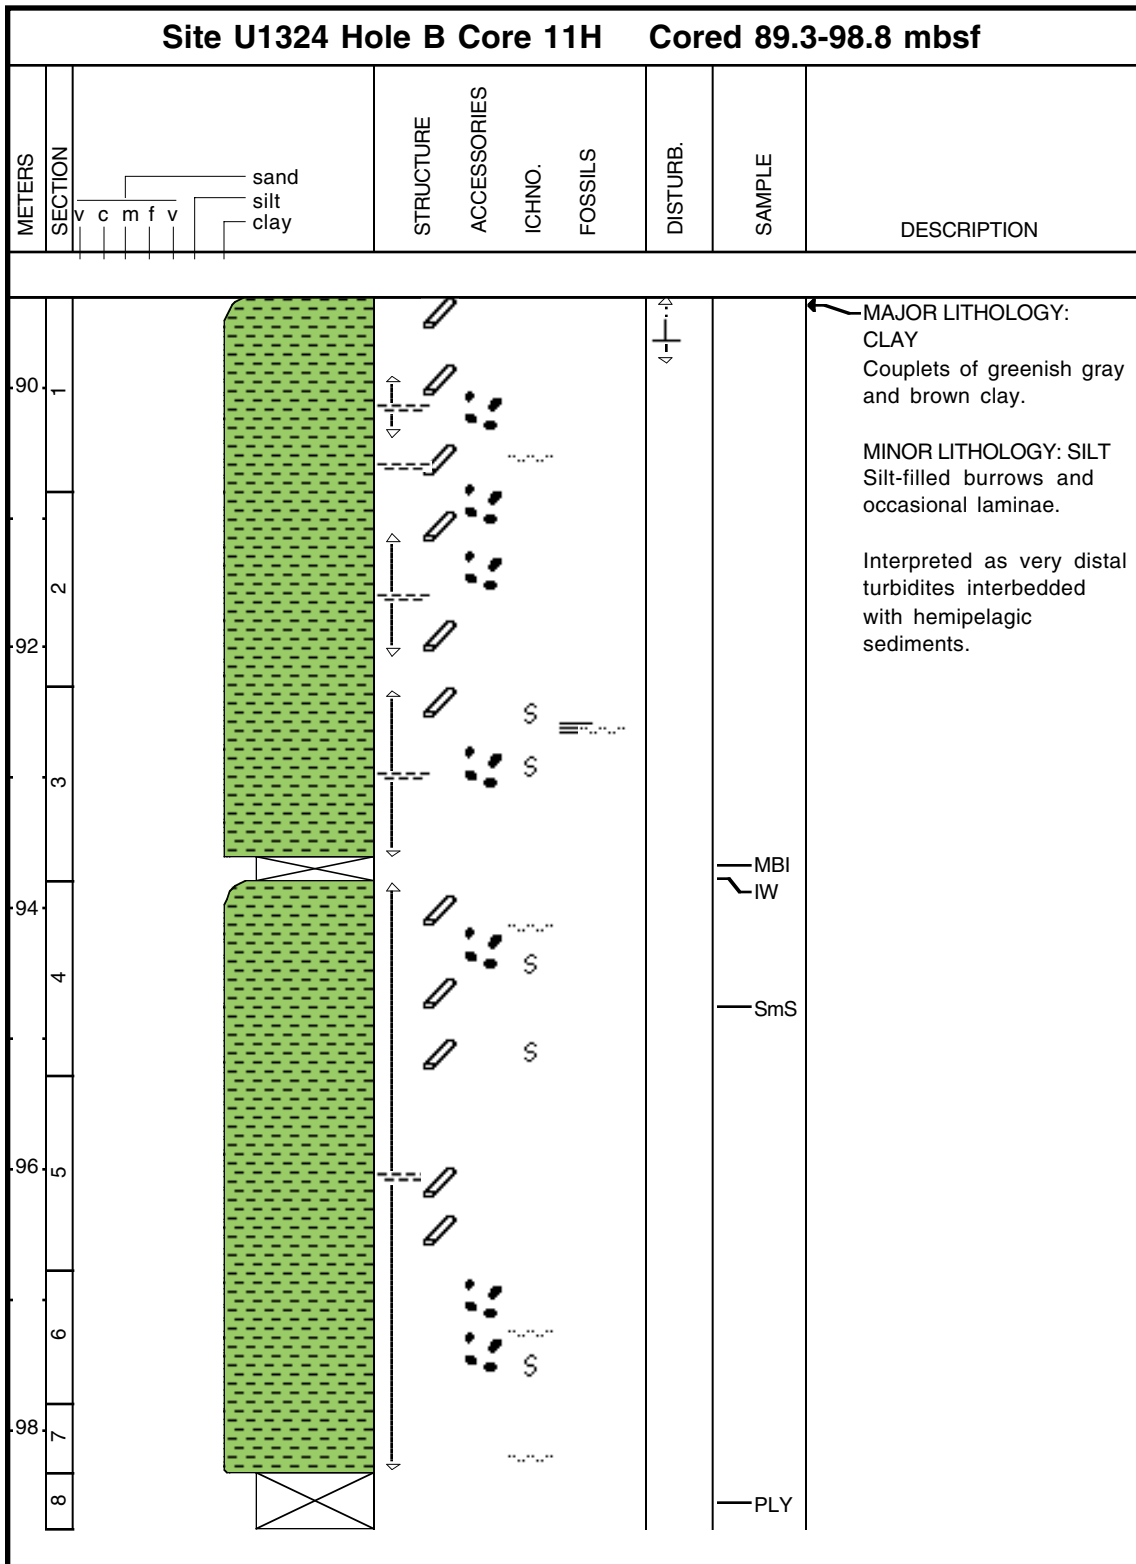 Site U1324 Hole B Core 11H Cored 89.3-98.8 mbsf
METERS
SECTION
v c m f v
sand
silt
clay
STRUCTURE
ACCESSORIES
ICHNO.
FOSSILS
DISTURB.
SAMPLE
DESCRIPTION
MAJOR LITHOLOGY:
CLAY
Couplets of greenish gray
and brown clay.
MINOR LITHOLOGY: SILT
Silt-filled burrows and
occasional laminae.
Interpreted as very distal
turbidites interbedded
with hemipelagic
sediments.
90
1
2
92
S
3
S
MBI
IW
94
S
4
SmS
S
96
5
6
S
98
7
8
PLY